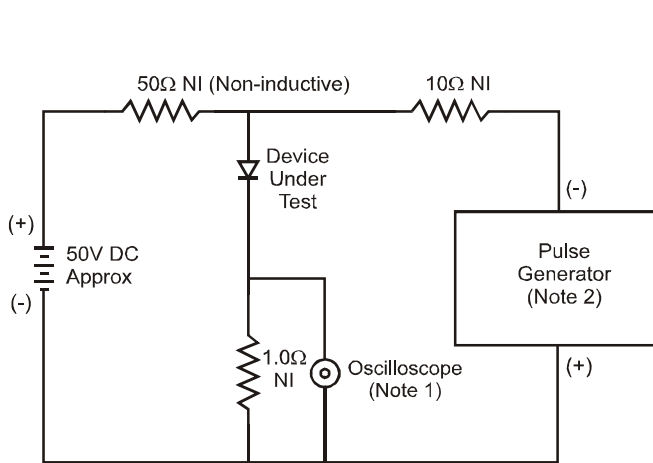 50Ω NI (Non-inductive)
10Ω NI
Device
Under
Test
(-)
(+)
50V DC
Approx
(-)
Pulse
Generator
(Note 2)
1.0Ω
NI
Oscilloscope
(Note 1)
(+)